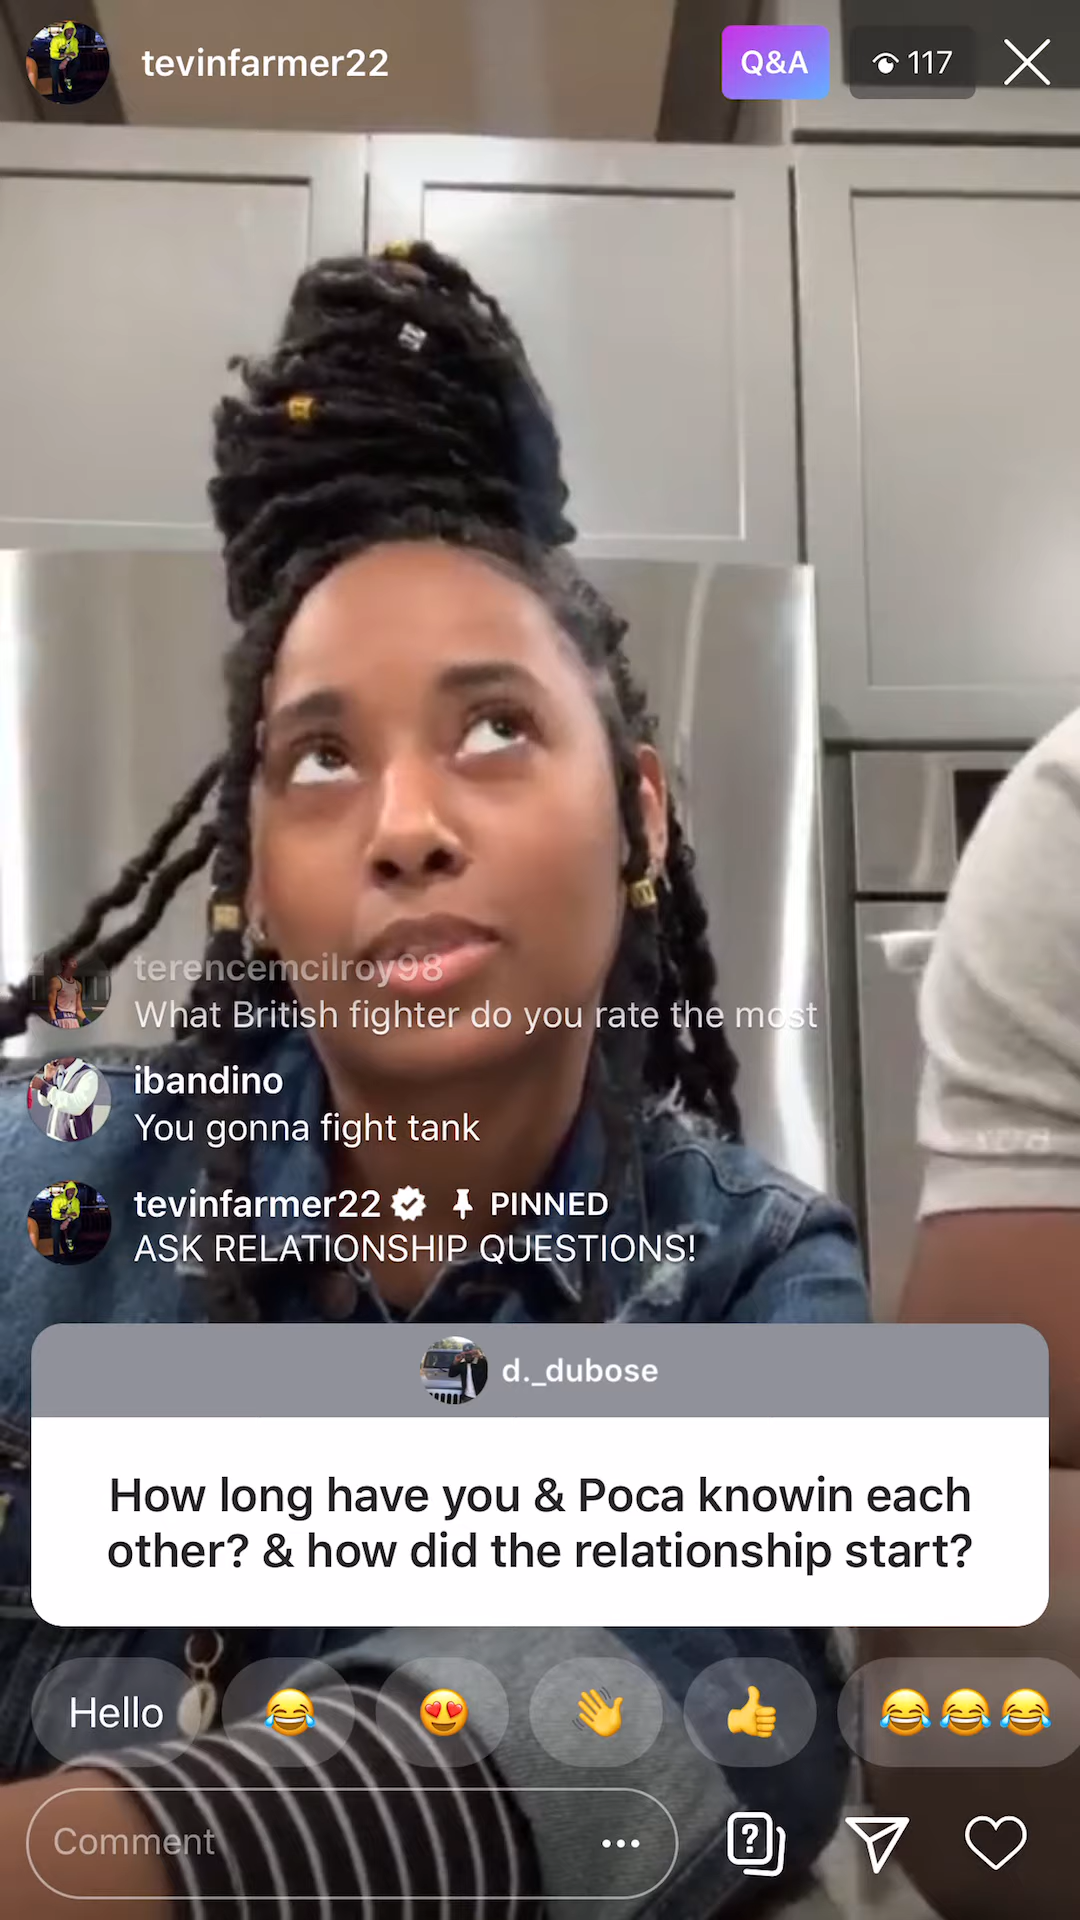 tevinfarmer22
Q&A
117
terencemcilroy98
What British fighter do you rate the most
ibandino
You gonna fight tank
tevinfarmer22 PINNED
ASK RELATIONSHIP QUESTIONS!
d._dubose
How long have you & Poca knowin each
other? & how did the relationship start?
Hello
Comment